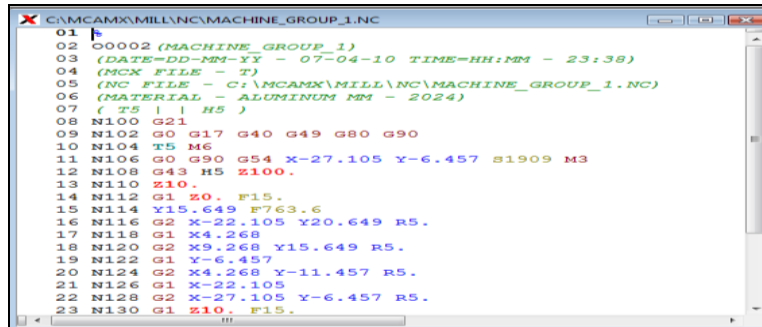 C:\MCAMX\MILL\NC\MACHINE_GROUP_1.NC
01 %
02 O0002 (MACHINE_GROUP_1)
03 (DATE=DD-MM-YY - 07-04-10 TIME=HH:MM - 23:38)
04 (MCX FILE - T)
05 (NC FILE - C:\MCAMX\MILL\NC\MACHINE_GROUP_1.NC)
06 (MATERIAL - ALUMINUM MM - 2024)
07 ( T5 | | H5 )
08 N100 G21
09 N102 G0 G17 G40 G49 G80 G90
10 N104 T5 M6
11 N106 G0 G90 G54 X-27.105 Y-6.457 S1909 M3
12 N108 G43 H5 Z100.
13 N110 Z10.
14 N112 G1 Z0. F15.
15 N114 Y15.649 F763.6
16 N116 G2 X-22.105 Y20.649 R5.
17 N118 G1 X4.268
18 N120 G2 X9.268 Y15.649 R5.
19 N122 G1 Y-6.457
20 N124 G2 X4.268 Y-11.457 R5.
21 N126 G1 X-22.105
22 N128 G2 X-27.105 Y-6.457 R5.
23 N130 G1 Z10. F15.